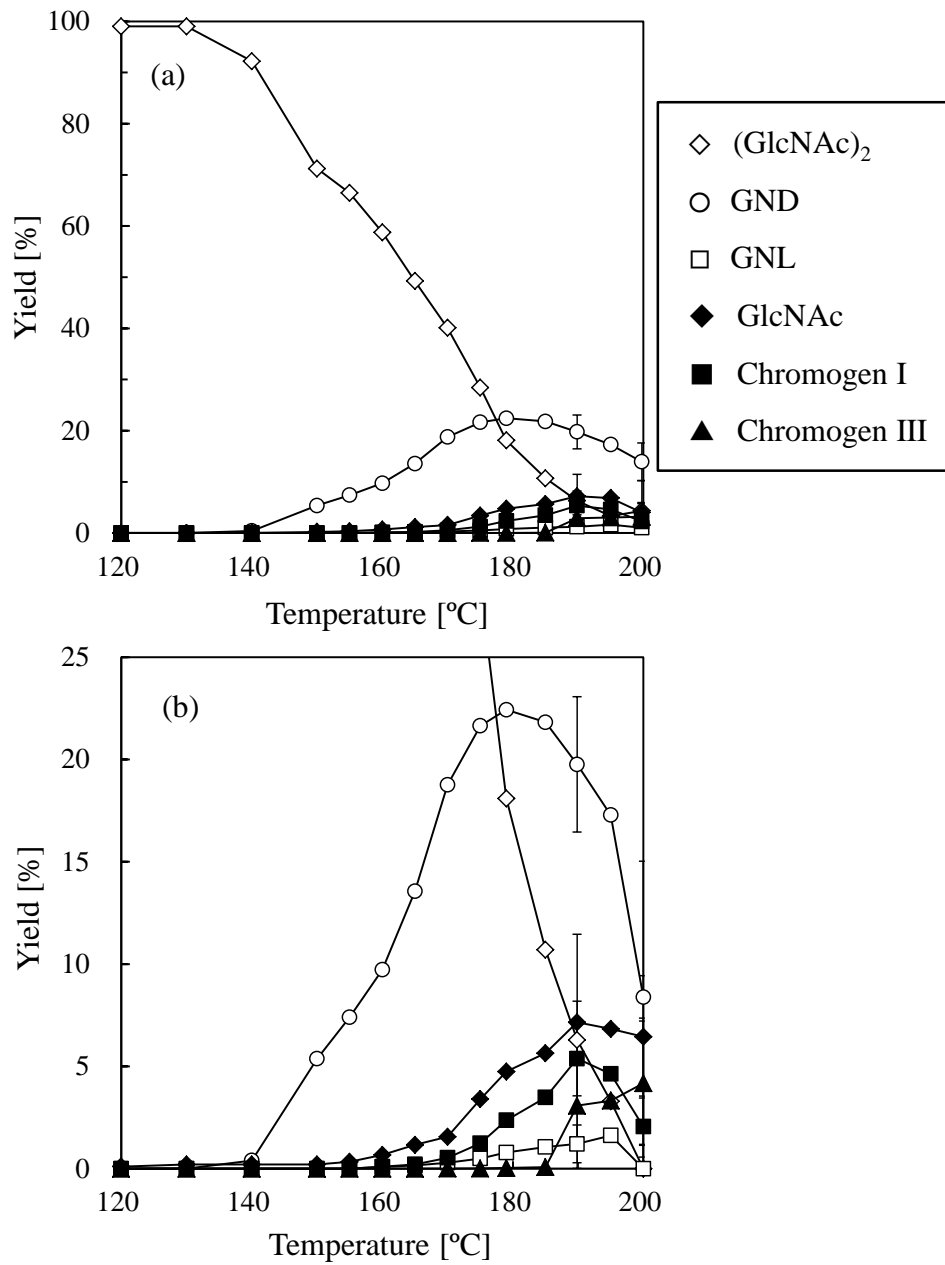 100
80
60
40
20
0
Yield [%]
(a)
120
140
160
180
200
Temperature [ºC]
(GlcNAc)2
GND
GNL
GlcNAc
Chromogen I
Chromogen III
25
20
15
10
5
0
Yield [%]
(b)
120
140
160
180
200
Temperature [ºC]